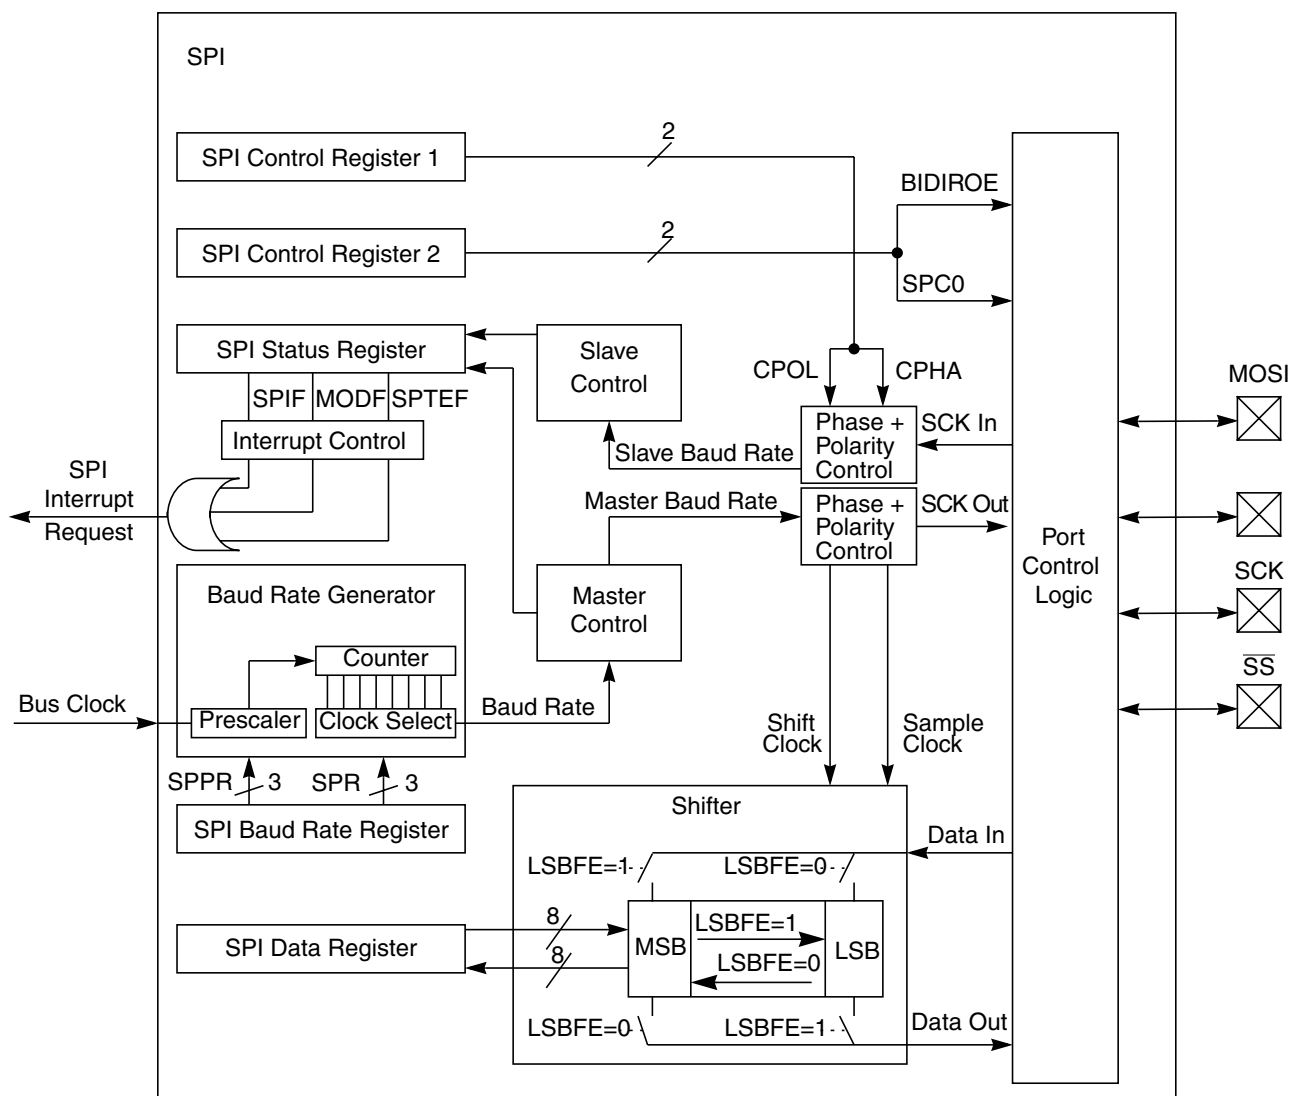 SPI
2
SPI Control Register 1
BIDIROE
2
SPI Control Register 2
SPC0
SPI Status Register
Slave
Control
CPOL
CPHA
MOSI
SPIF
MODF
SPTEF
Phase +
Polarity
Control
SCK In
Interrupt Control
Slave Baud Rate
SPI
Interrupt
Request
Master Baud Rate
Phase +
Polarity
Control
SCK Out
Port
Control
Logic
SCK
Baud Rate Generator
Master
Control
Counter
SS
Bus Clock
Prescaler
Clock Select
Baud Rate
Shift
Clock
Sample
Clock
SPPR
3
SPR
3
SPI Baud Rate Register
Shifter
Data In
LSBFE=1
LSBFE=0
8
SPI Data Register
8
MSB
LSBFE=1
LSBFE=0
LSB
LSBFE=0
LSBFE=1
Data Out